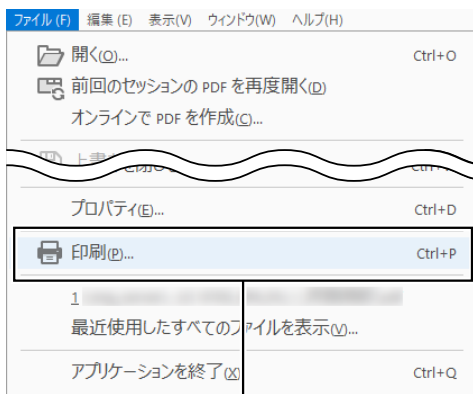 ファイル(F) 編集(E) 表示(V) ウィンドウ(W) ヘルプ(H)
開く(O)... Ctrl+O
前回のセッションの PDF を再度開く(D)
オンラインで PDF を作成(C)...
プロパティ(E)... Ctrl+D
印刷(P)... Ctrl+P
1
最近使用したすべてのファイルを表示(V)...
アプリケーションを終了(X) Ctrl+Q